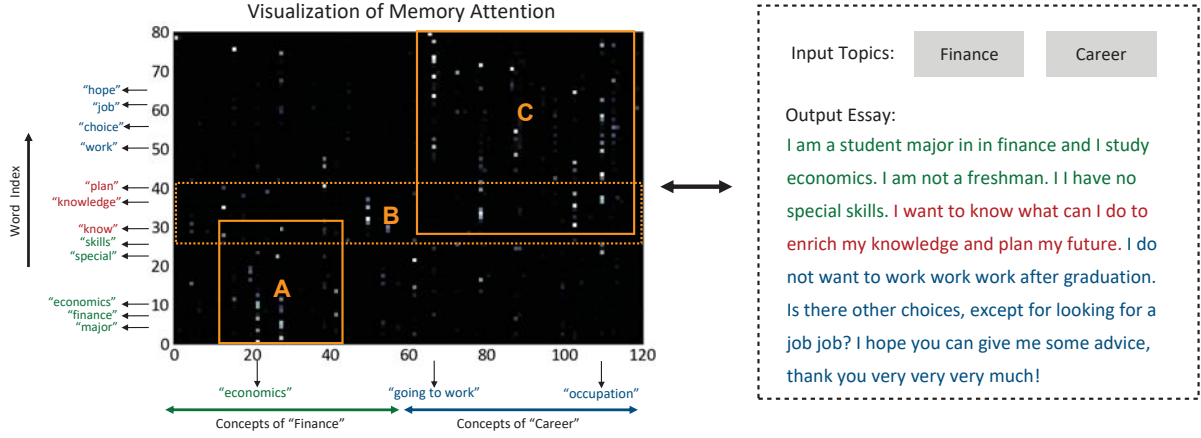 Visualization of Memory Attention
80
70
60
50
40
30
20
10
0
0
20
40
60
80
100
120
Word Index
"hope"
"job"
"choice"
"work"
"plan"
"knowledge"
"know"
"skills"
"special"
"economics"
"finance"
"major"
A
B
C
"economics"
"going to work"
"occupation"
Concepts of "Finance"
Concepts of "Career"
Input Topics:
Finance
Career
Output Essay:
I am a student major in in finance and I study
economics. I am not a freshman. I I have no
special skills. I want to know what can I do to
enrich my knowledge and plan my future. I do
not want to work work work after graduation.
Is there other choices, except for looking for a
job job? I hope you can give me some advice,
thank you very very very much!